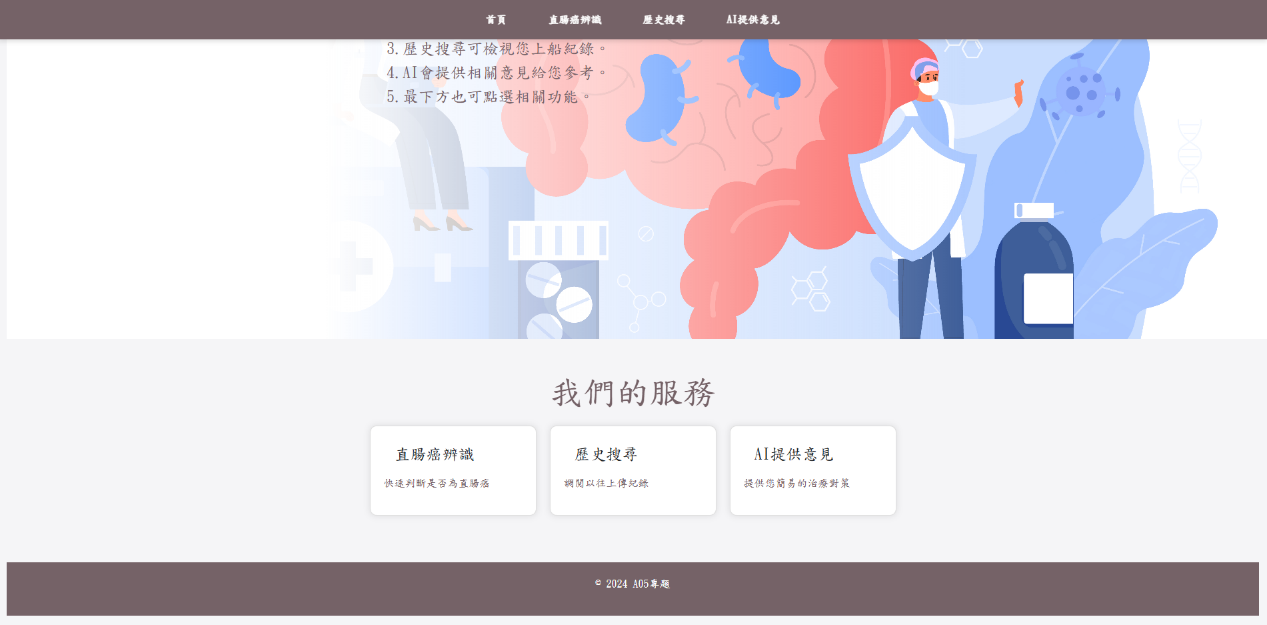 首頁 直腸癌辨識 歷史搜尋 AI提供意見
3.歷史搜尋可檢視您上船紀錄。
4.AI會提供相關意見給您參考。
5.最下方也可點選相關功能。
我們的服務
直腸癌辨識 歷史搜尋 AI提供意見
快速判斷是否為直腸癌 調閱以往上傳紀錄 提供您簡易的治療對策
© 2024 A05專題